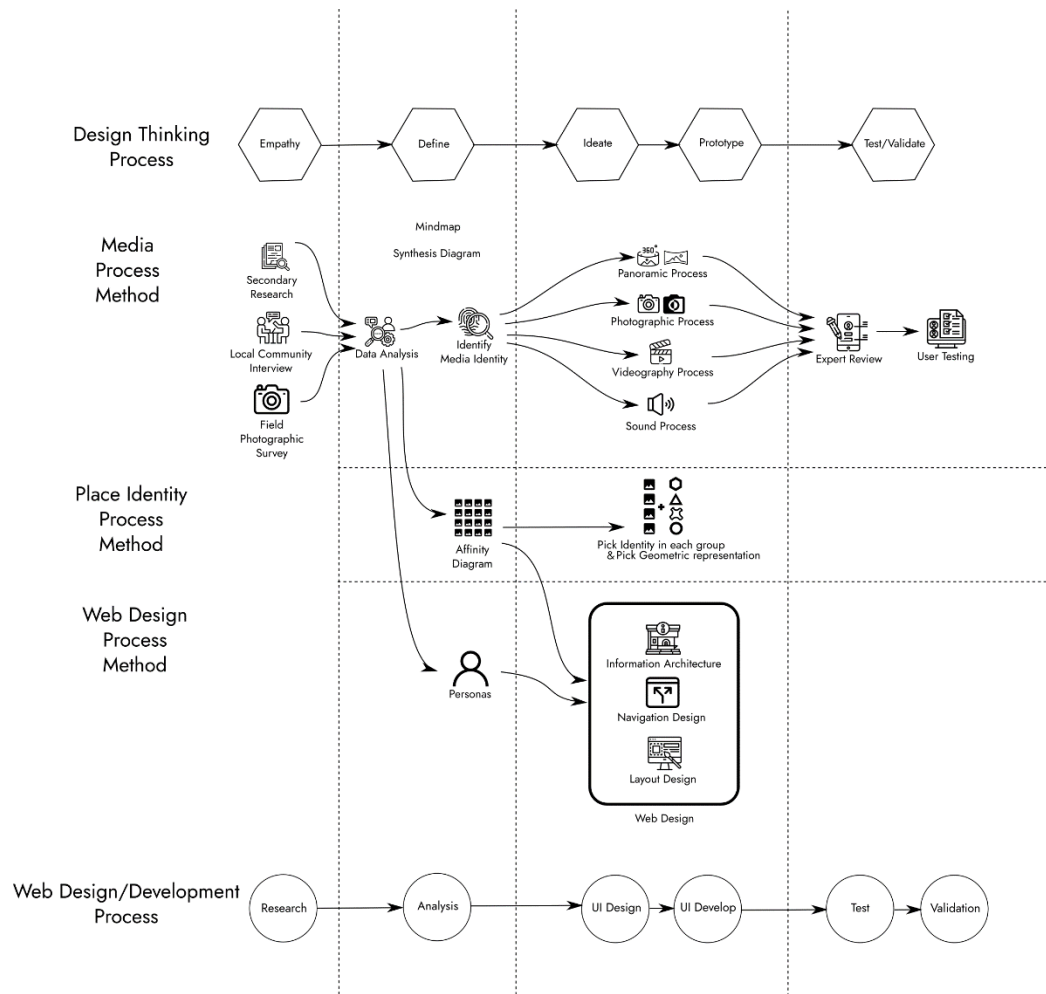 Design Thinking
Process
Empathy
Define
Ideate
Prototype
Test/Validate
Media
Process
Method
Mindmap
Synthesis Diagram
Secondary
Research
Local Community
Interview
Field
Photographic
Survey
Data Analysis
Identify
Media Identity
360°
Panoramic Process
Photographic Process
Videography Process
Sound Process
Expert Review
User Testing
Place Identity
Process
Method
Affinity
Diagram
+
Pick Identity in each group
& Pick Geometric representation
Web Design
Process
Method
Personas
Information Architecture
Navigation Design
Layout Design
Web Design
Web Design/Development
Process
Research
Analysis
UI Design
UI Develop
Test
Validation